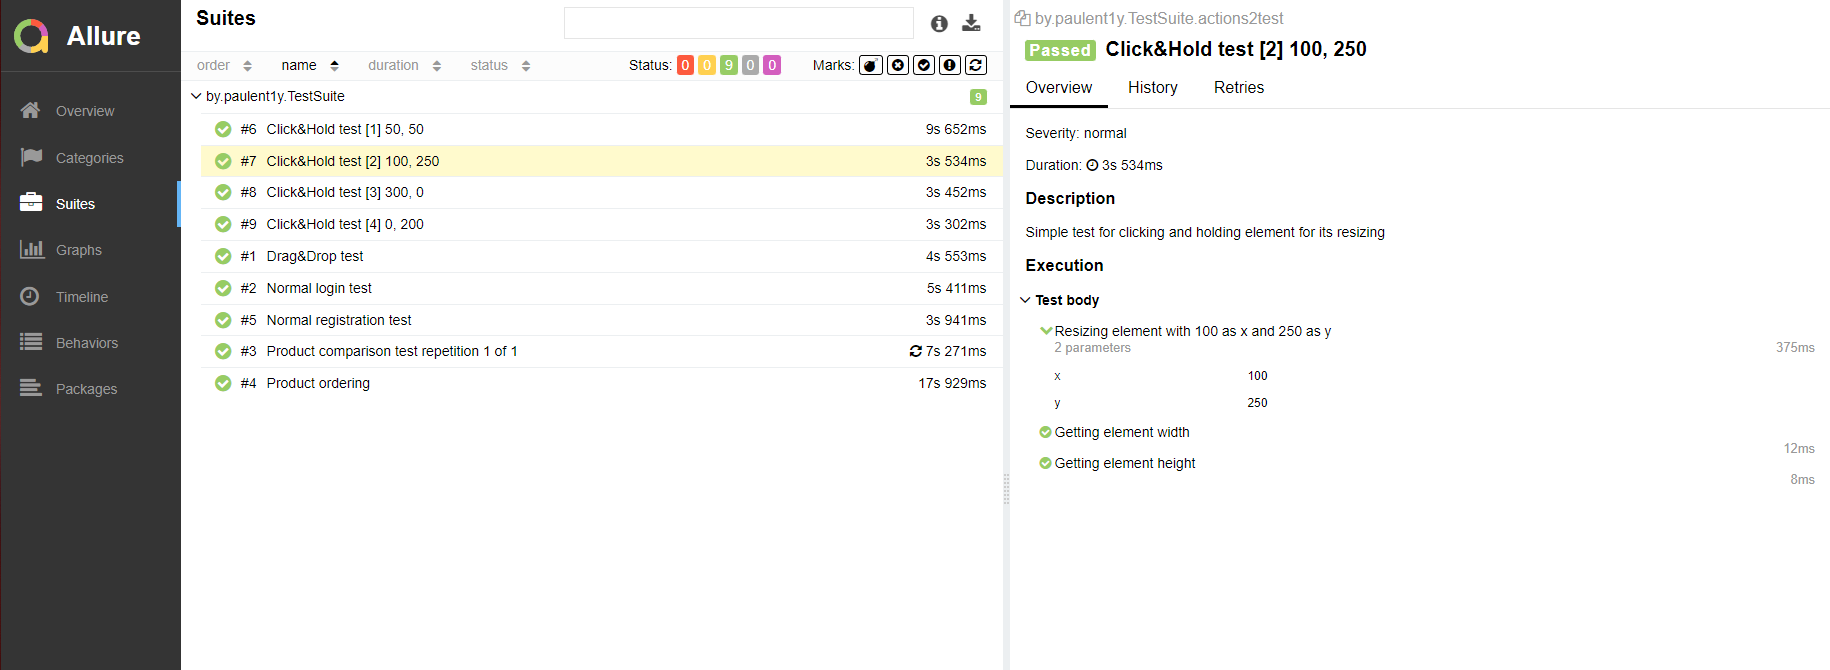 Allure
Overview
Categories
Suites
Graphs
Timeline
Behaviors
Packages
Suites
order name duration status Status: 0 0 9 0 0 Marks:
by.paulent1y.TestSuite 9
#6 Click&Hold test [1] 50, 50 9s 652ms
#7 Click&Hold test [2] 100, 250 3s 534ms
#8 Click&Hold test [3] 300, 0 3s 452ms
#9 Click&Hold test [4] 0, 200 3s 302ms
#1 Drag&Drop test 4s 553ms
#2 Normal login test 5s 411ms
#5 Normal registration test 3s 941ms
#3 Product comparison test repetition 1 of 1 7s 271ms
#4 Product ordering 17s 929ms
by.paulent1y.TestSuite.actions2test
Passed Click&Hold test [2] 100, 250
Overview History Retries
Severity: normal
Duration: 3s 534ms
Description
Simple test for clicking and holding element for its resizing
Execution
Test body
Resizing element with 100 as x and 250 as y
2 parameters 375ms
x 100
y 250
Getting element width
12ms
Getting element height
8ms